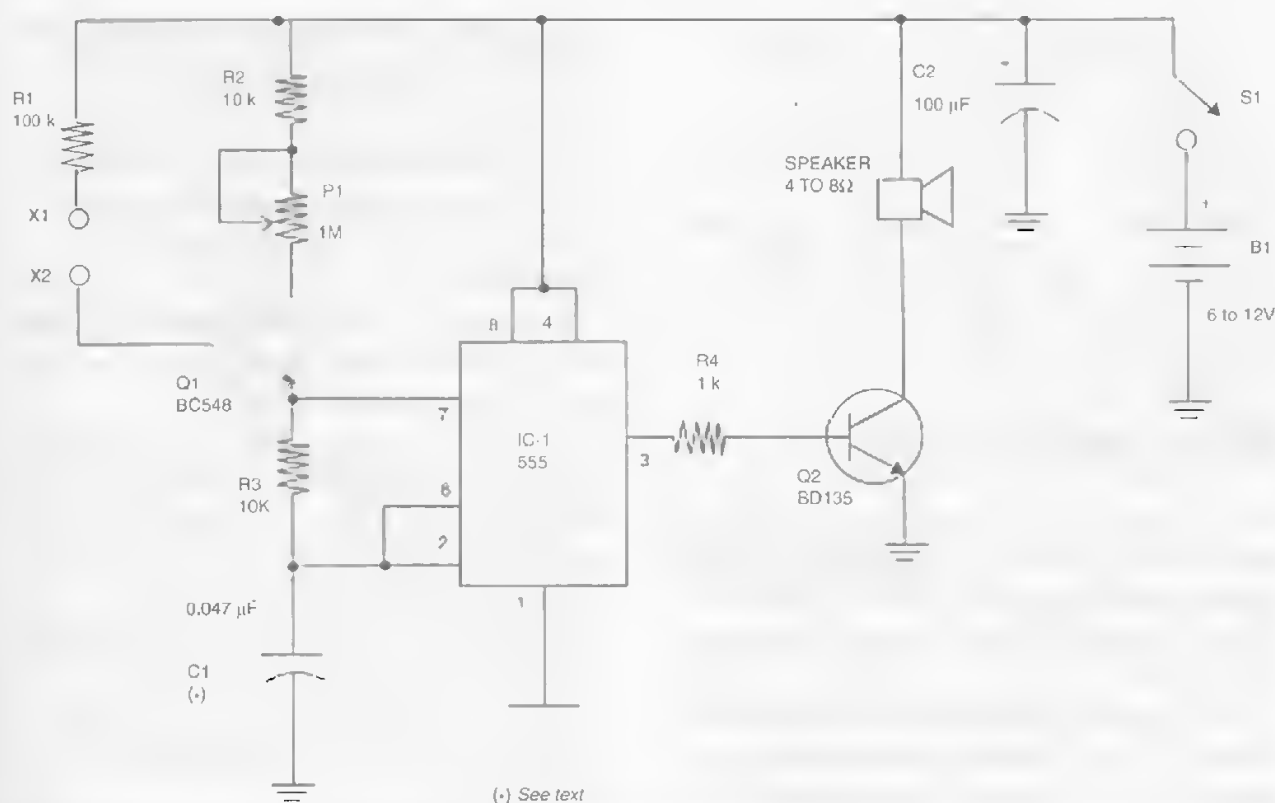 R1
100 k
R2
10 k
P1
1M
X1
X2
Q1
BC548
R3
10K
0.047 µF
C1
(•)
8
4
7
6
2
3
1
IC-1
555
R4
1 k
SPEAKER
4 TO 8Ω
Q2
BD135
C2
100 µF
+
S1
+
B1
6 to 12V
(•) See text